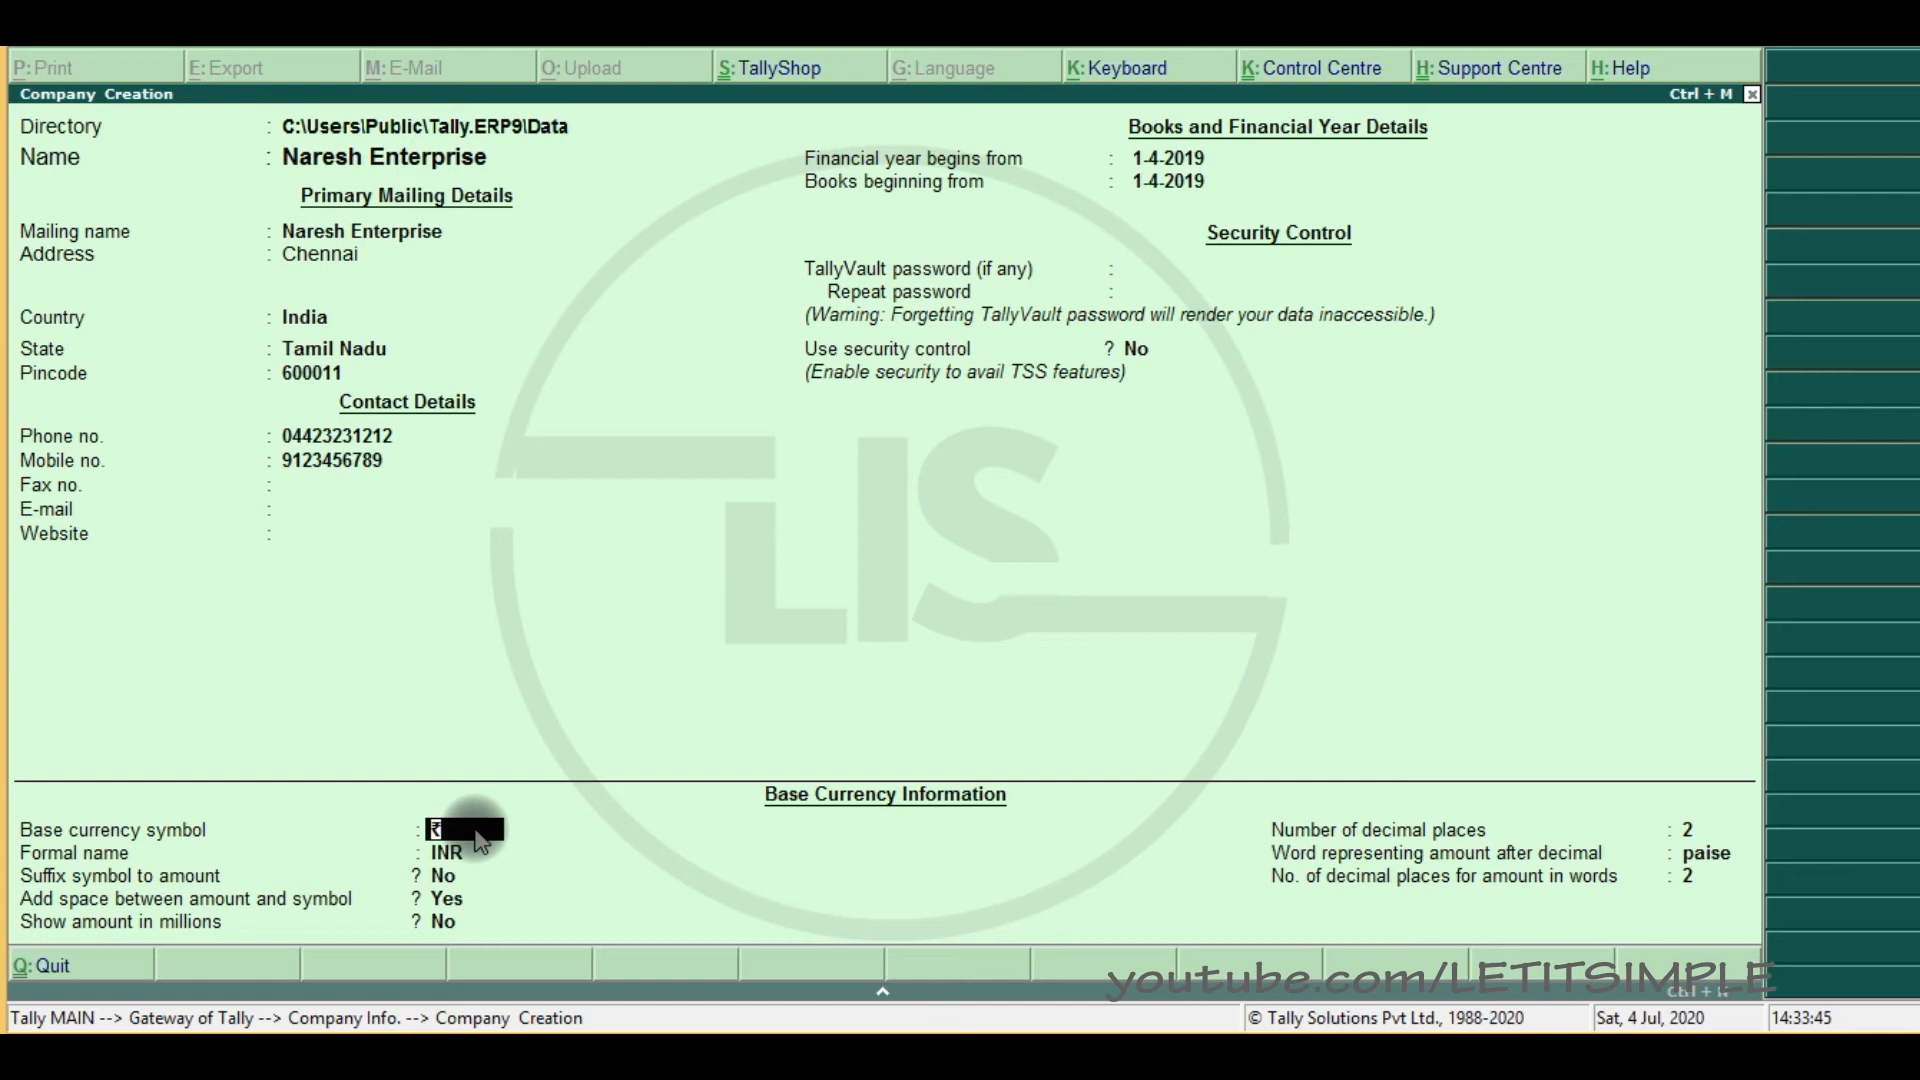 P: Print E: Export M: E-Mail O: Upload S: TallyShop G: Language K: Keyboard K: Control Centre H: Support Centre H: Help
Company Creation Ctrl + M
Directory : C:\Users\Public\Tally.ERP9\Data
Name : Naresh Enterprise
Primary Mailing Details
Mailing name : Naresh Enterprise
Address : Chennai
Country : India
State : Tamil Nadu
Pincode : 600011
Contact Details
Phone no. : 04423231212
Mobile no. : 9123456789
Fax no. :
E-mail :
Website :
Books and Financial Year Details
Financial year begins from : 1-4-2019
Books beginning from : 1-4-2019
Security Control
TallyVault password (if any) :
Repeat password :
(Warning: Forgetting TallyVault password will render your data inaccessible.)
Use security control ? No
(Enable security to avail TSS features)
LIS
Base Currency Information
Base currency symbol : ₹
Formal name : INR
Suffix symbol to amount ? No
Add space between amount and symbol ? Yes
Show amount in millions ? No
Number of decimal places : 2
Word representing amount after decimal : paise
No. of decimal places for amount in words : 2
Q: Quit
youtube.com/LETITSIMPLE
Ctrl + N
Tally MAIN --> Gateway of Tally --> Company Info. --> Company Creation © Tally Solutions Pvt Ltd., 1988-2020 Sat, 4 Jul, 2020 14:33:45